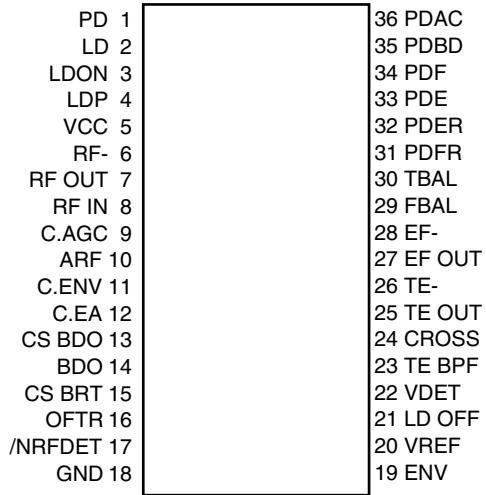 PD 1
LD 2
LDON 3
LDP 4
VCC 5
RF- 6
RF OUT 7
RF IN 8
C.AGC 9
ARF 10
C.ENV 11
C.EA 12
CS BDO 13
BDO 14
CS BRT 15
OFTR 16
/NRFDET 17
GND 18
36 PDAC
35 PDBD
34 PDF
33 PDE
32 PDER
31 PDFR
30 TBAL
29 FBAL
28 EF-
27 EF OUT
26 TE-
25 TE OUT
24 CROSS
23 TE BPF
22 VDET
21 LD OFF
20 VREF
19 ENV